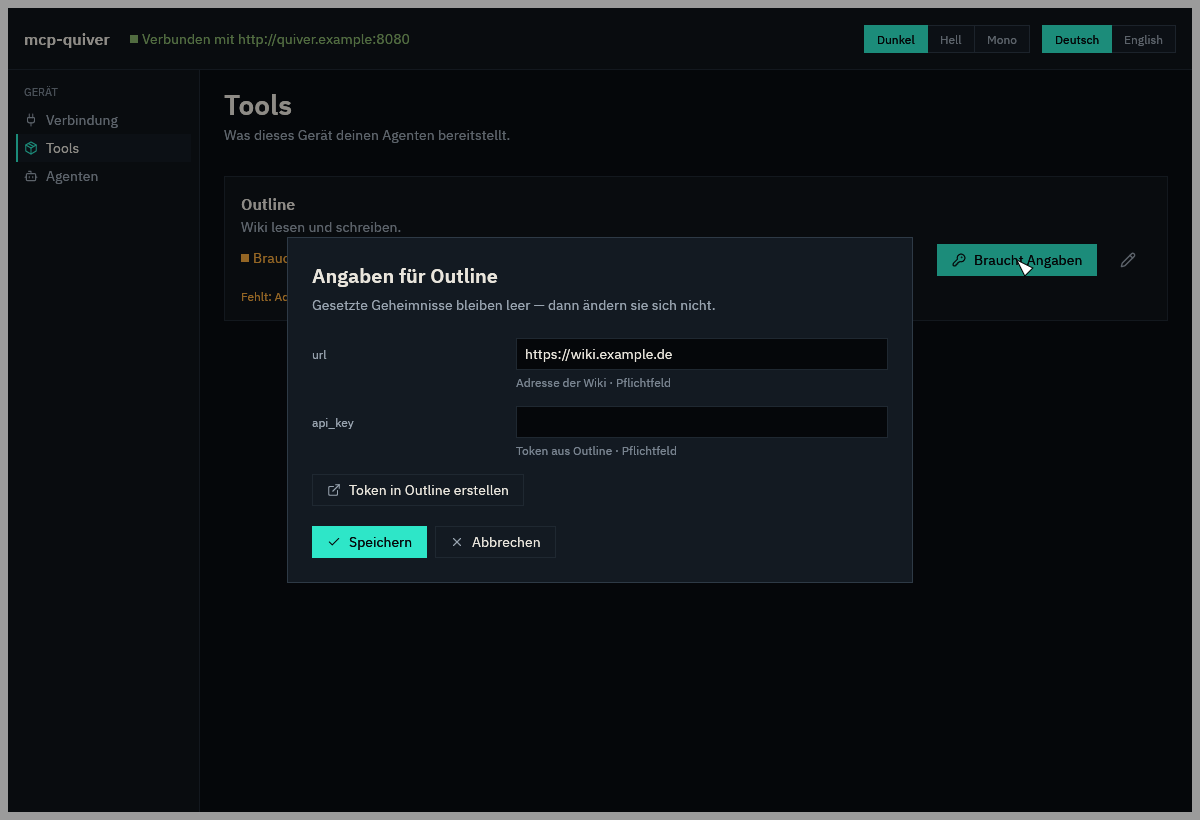 mcp-quiver
Verbunden mit http://quiver.example:8080
Dunkel Hell Mono Deutsch English
GERÄT
Verbindung
Tools
Agenten
Tools
Was dieses Gerät deinen Agenten bereitstellt.
Outline
Wiki lesen und schreiben.
Braucht Angaben
Fehlt:
Angaben für Outline
Gesetzte Geheimnisse bleiben leer — dann ändern sie sich nicht.
url
https://wiki.example.de
Adresse der Wiki · Pflichtfeld
api_key
Token aus Outline · Pflichtfeld
Token in Outline erstellen
Speichern Abbrechen